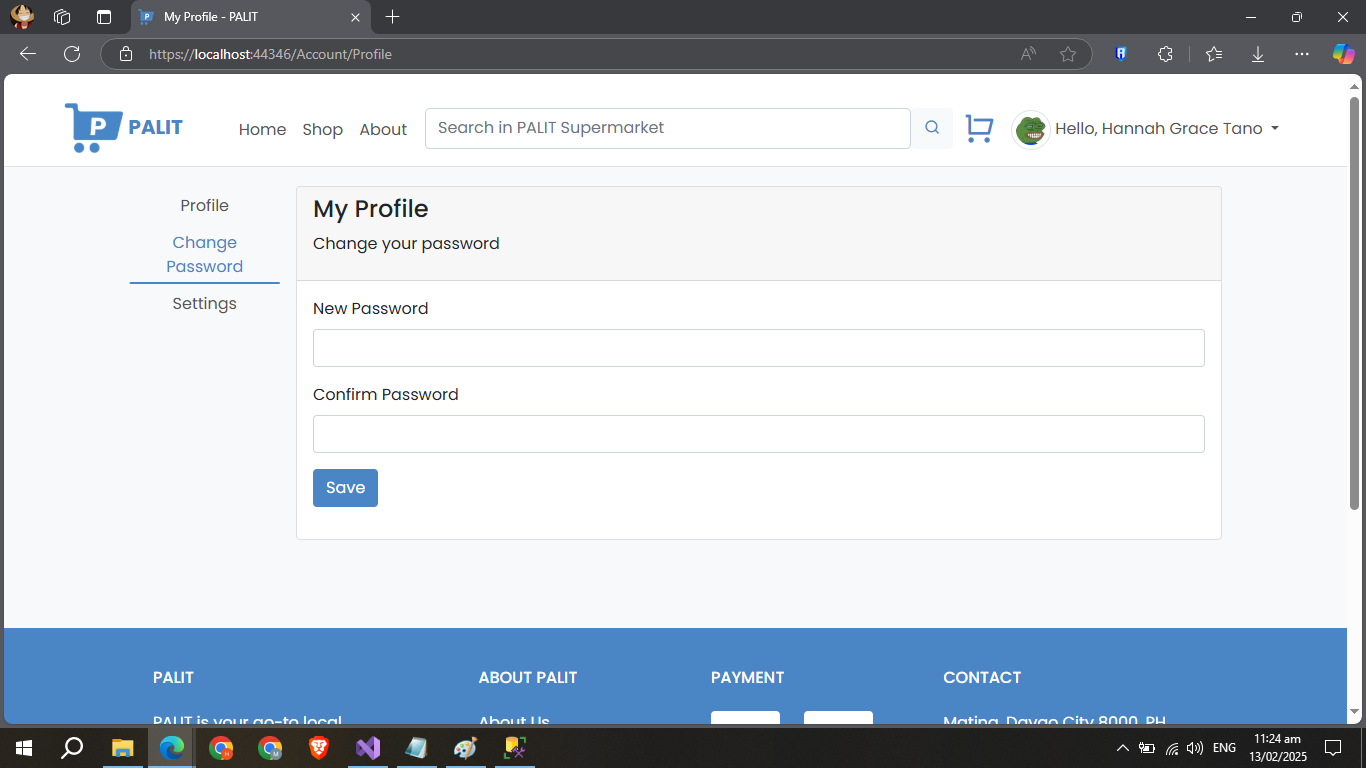 My Profile - PALIT
https://localhost:44346/Account/Profile
P PALIT
Home Shop About
Search in PALIT Supermarket
Hello, Hannah Grace Tano
Profile
Change
Password
Settings
My Profile
Change your password
New Password
Confirm Password
Save
PALIT
PALIT is your go-to local
ABOUT PALIT
About Us
PAYMENT
CONTACT
Matina, Davao City 8000, PH
ENG
11:24 am
13/02/2025